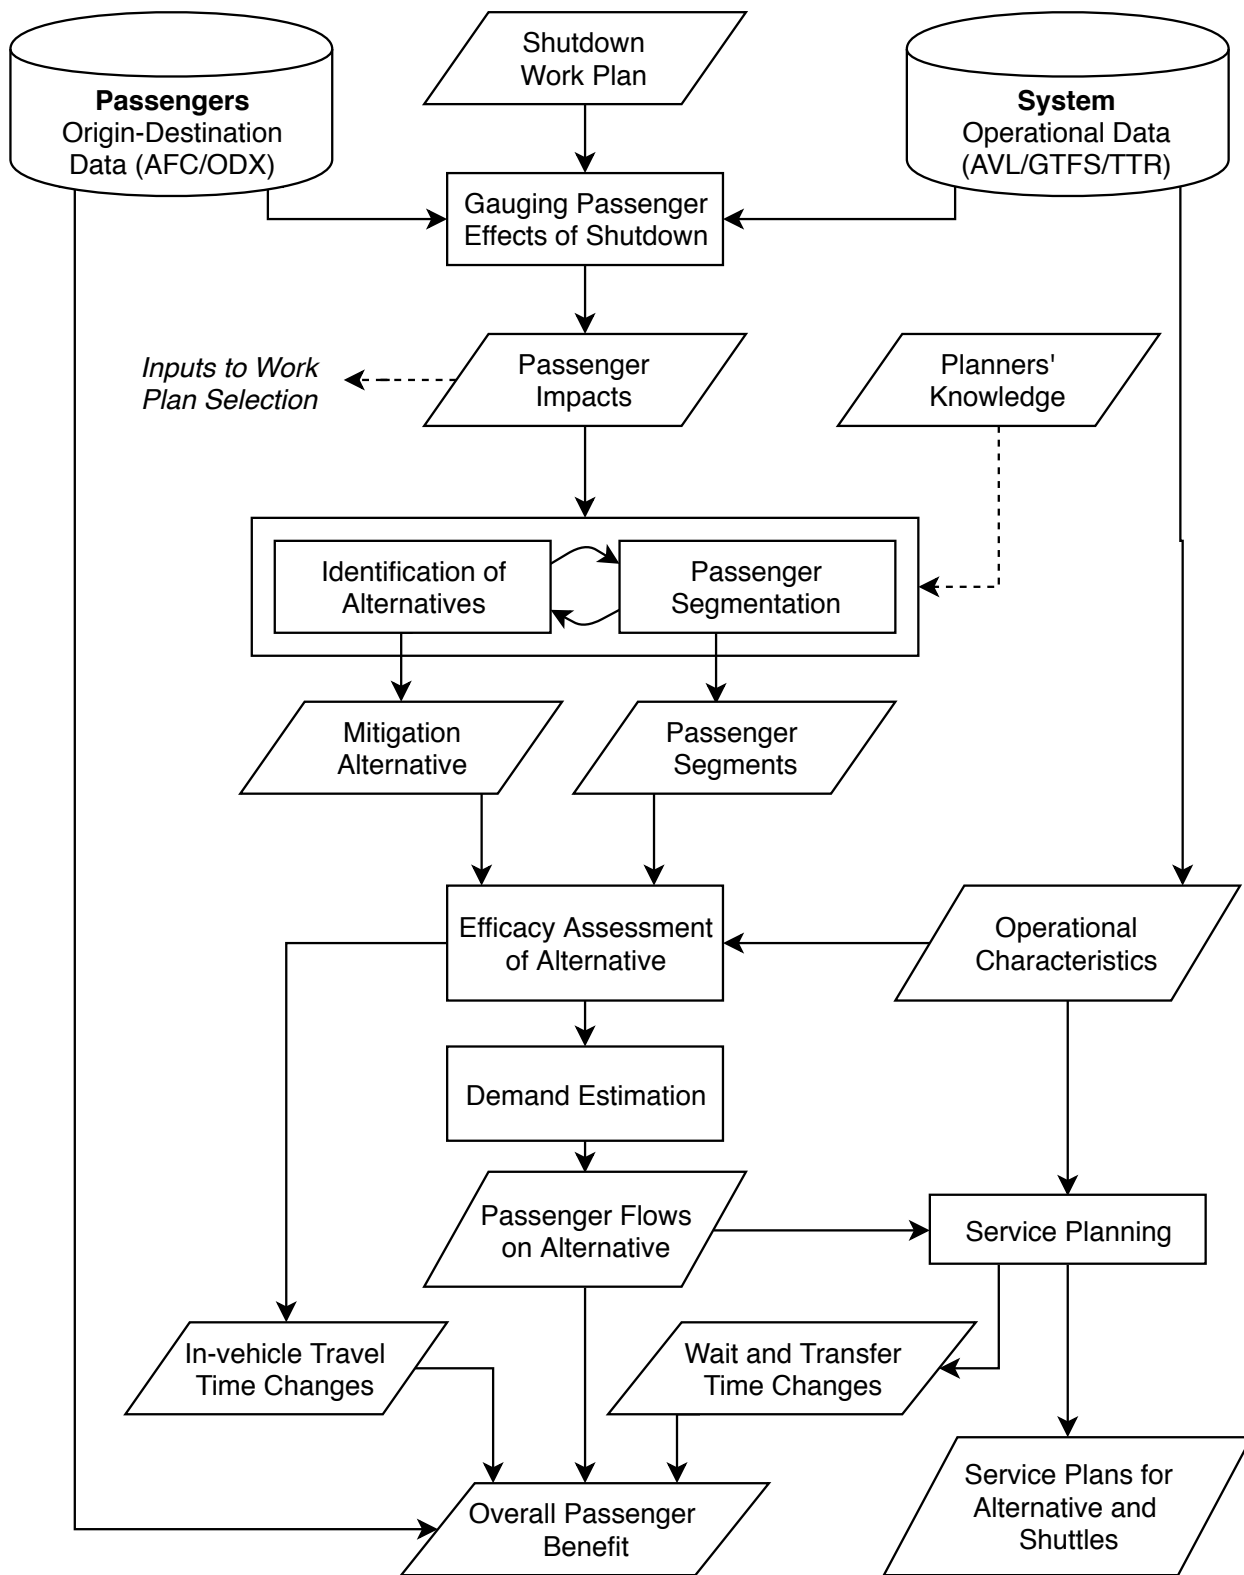 Shutdown
Work Plan
Passengers
Origin-Destination
Data (AFC/ODX)
System
Operational Data
(AVL/GTFS/TTR)
Gauging Passenger
Effects of Shutdown
Inputs to Work
Plan Selection
Passenger
Impacts
Planners'
Knowledge
Identification of
Alternatives
Passenger
Segmentation
Mitigation
Alternative
Passenger
Segments
Efficacy Assessment
of Alternative
Operational
Characteristics
Demand Estimation
Passenger Flows
on Alternative
Service Planning
In-vehicle Travel
Time Changes
Wait and Transfer
Time Changes
Overall Passenger
Benefit
Service Plans for
Alternative and
Shuttles